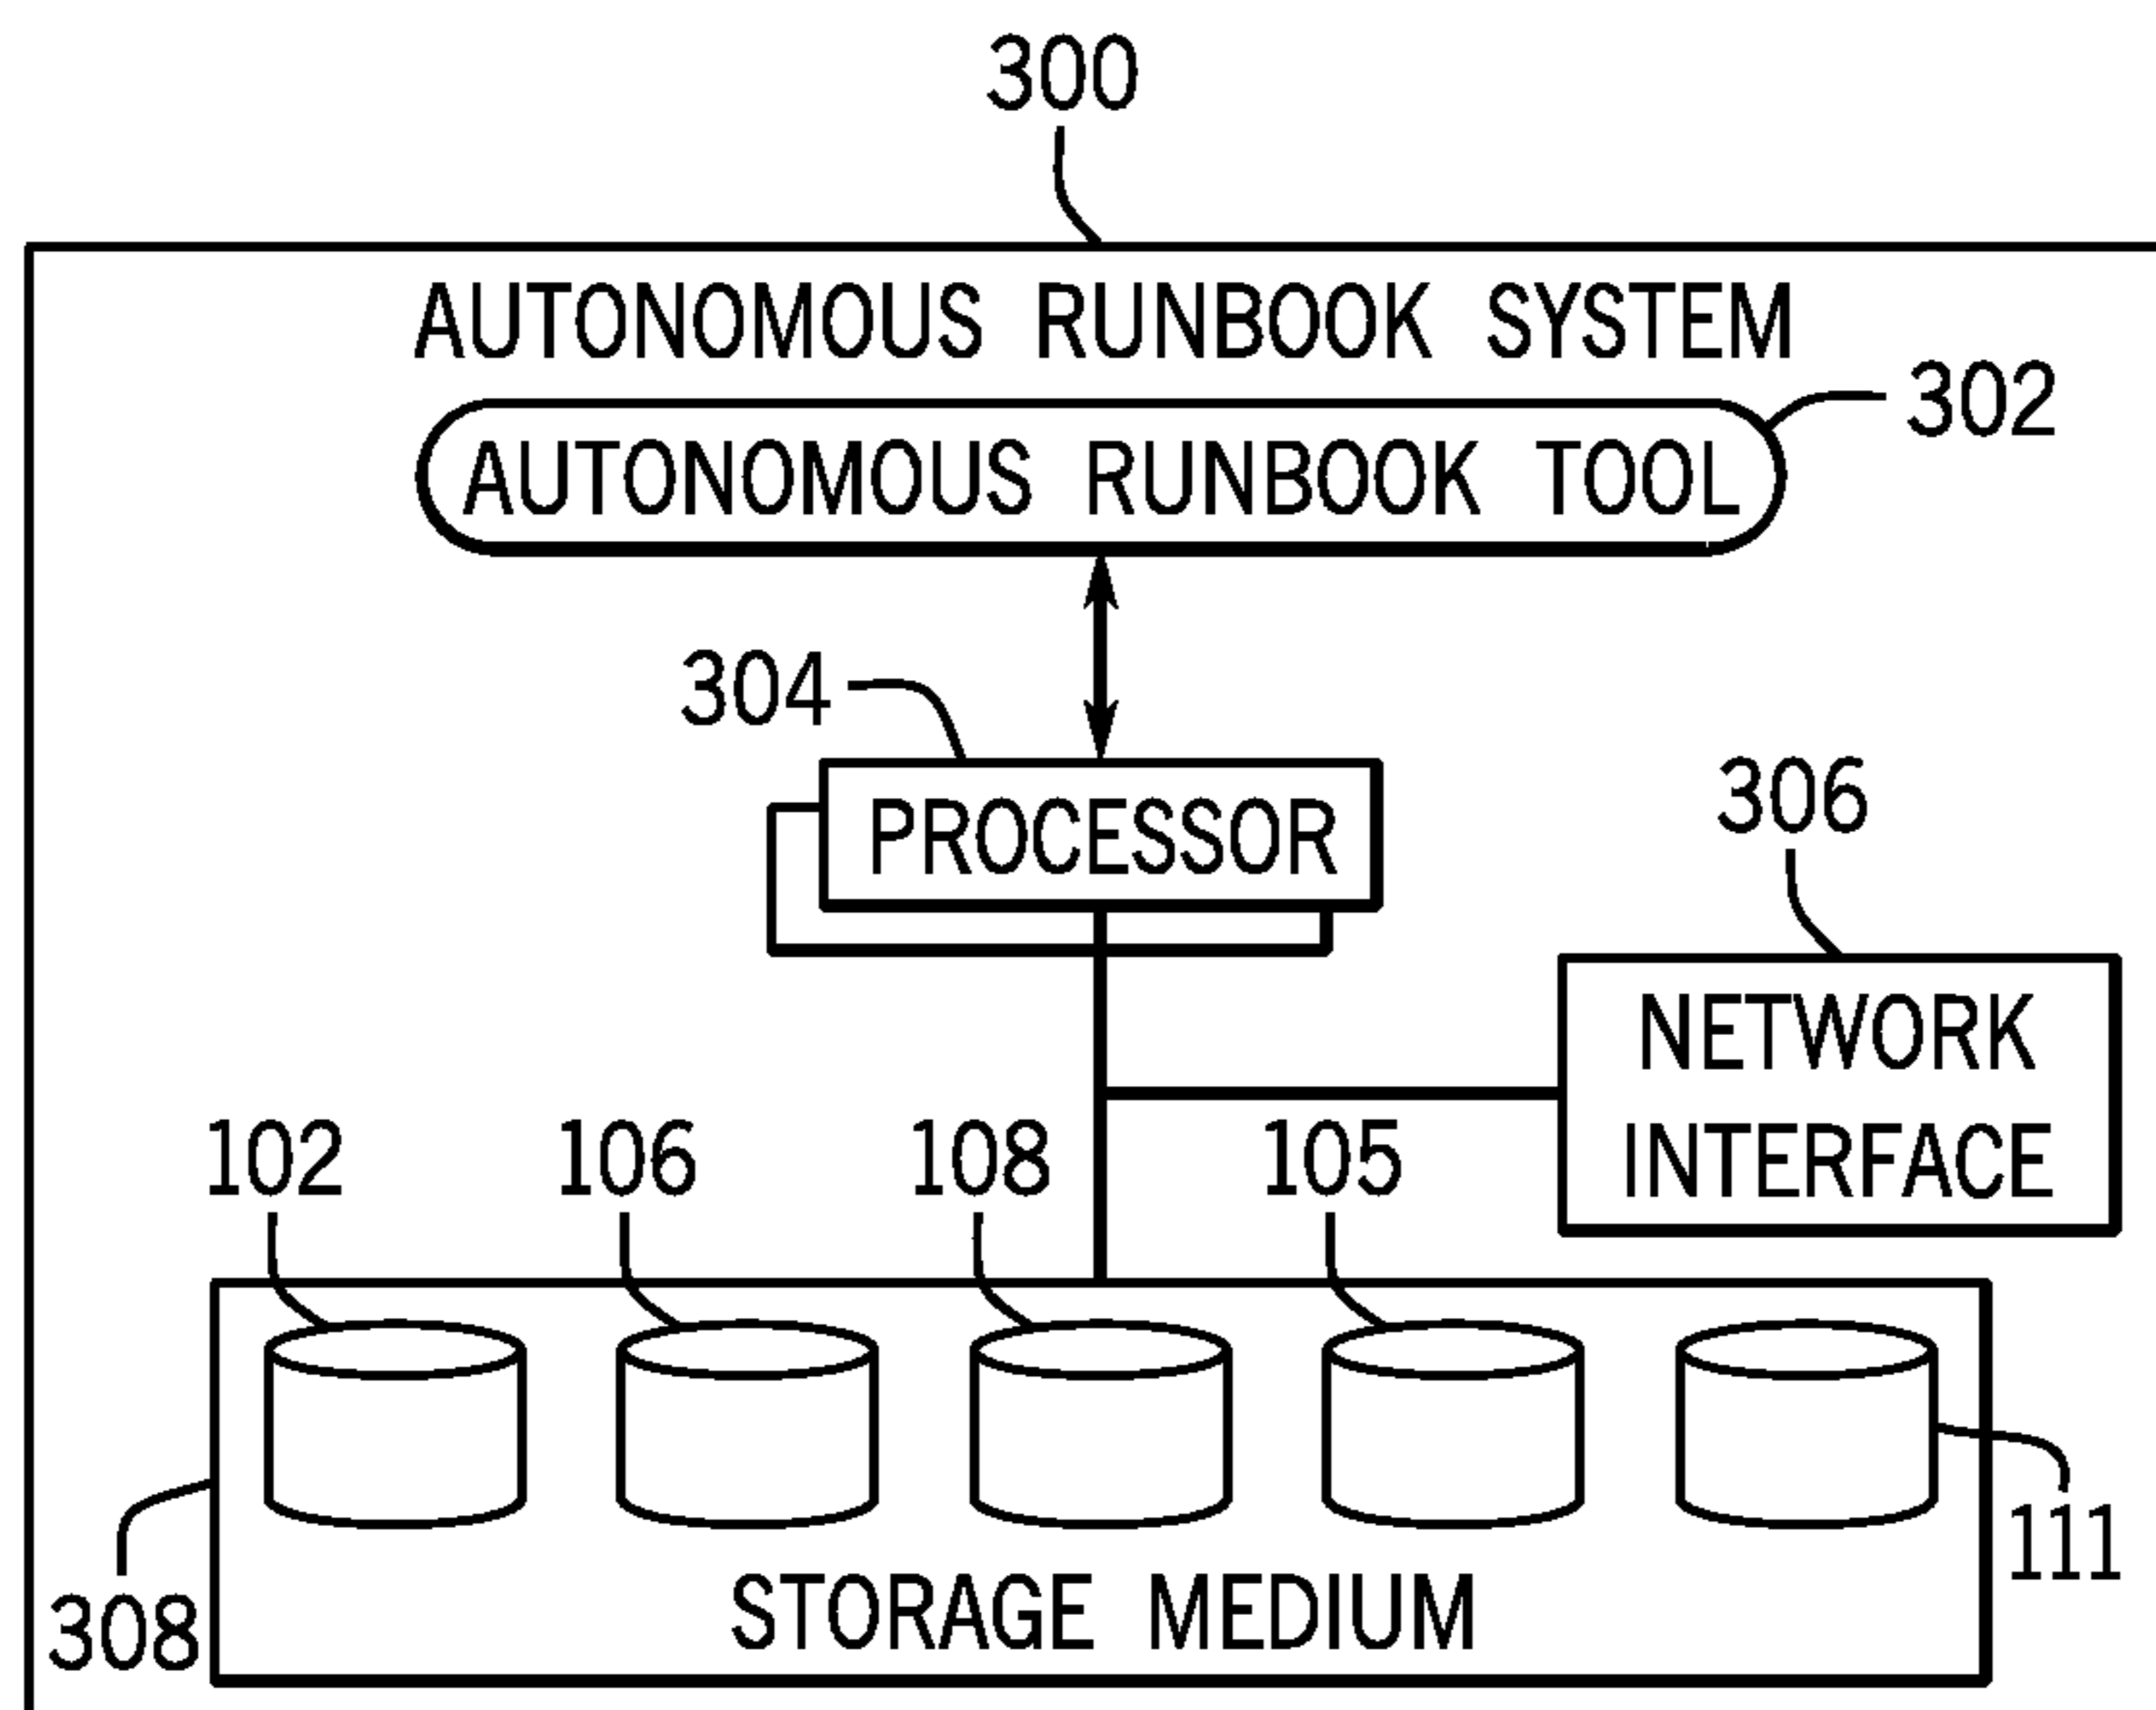 300
AUTONOMOUS RUNBOOK SYSTEM
302
AUTONOMOUS RUNBOOK TOOL
304
PROCESSOR
306
NETWORK
INTERFACE
102 106 108 105
111
STORAGE MEDIUM
308